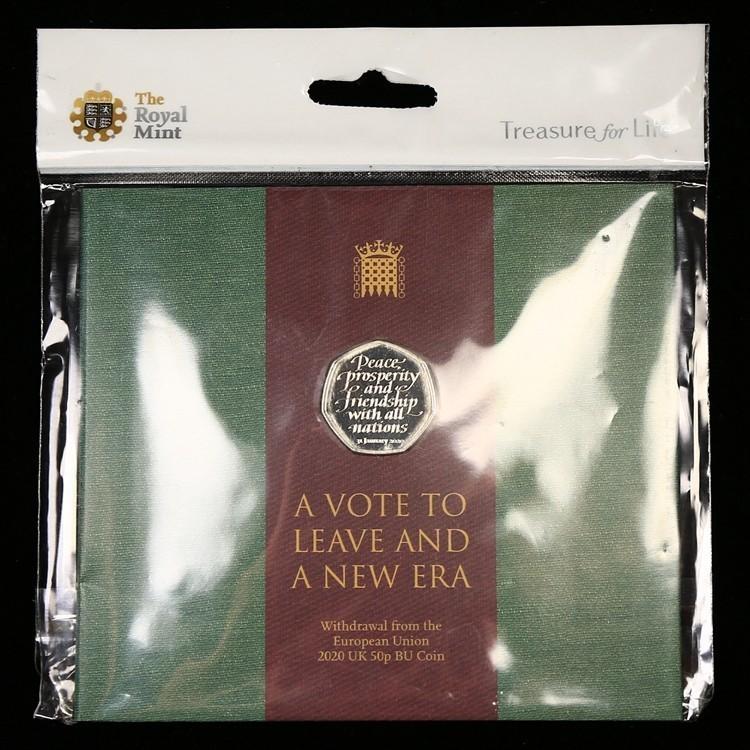 The
Royal
Mint
Treasure for Life
Peace,
prosperity
and
friendship
with all
nations
31 January 2020
A VOTE TO
LEAVE AND
A NEW ERA
Withdrawal from the
European Union
2020 UK 50p BU Coin